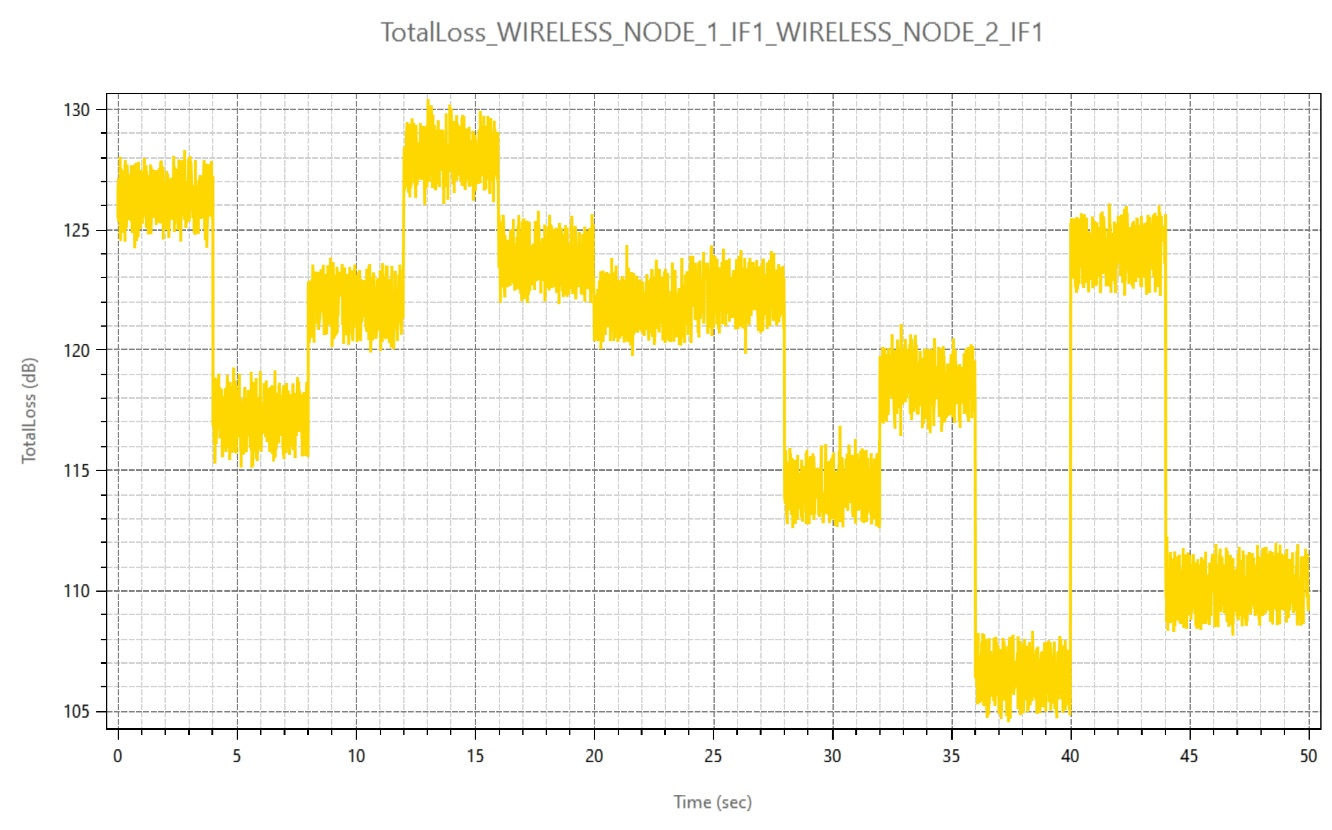 TotalLoss_WIRELESS_NODE_1_IF1_WIRELESS_NODE_2_IF1
130
125
120
115
110
105
TotalLoss (dB)
0 5 10 15 20 25 30 35 40 45 50
Time (sec)